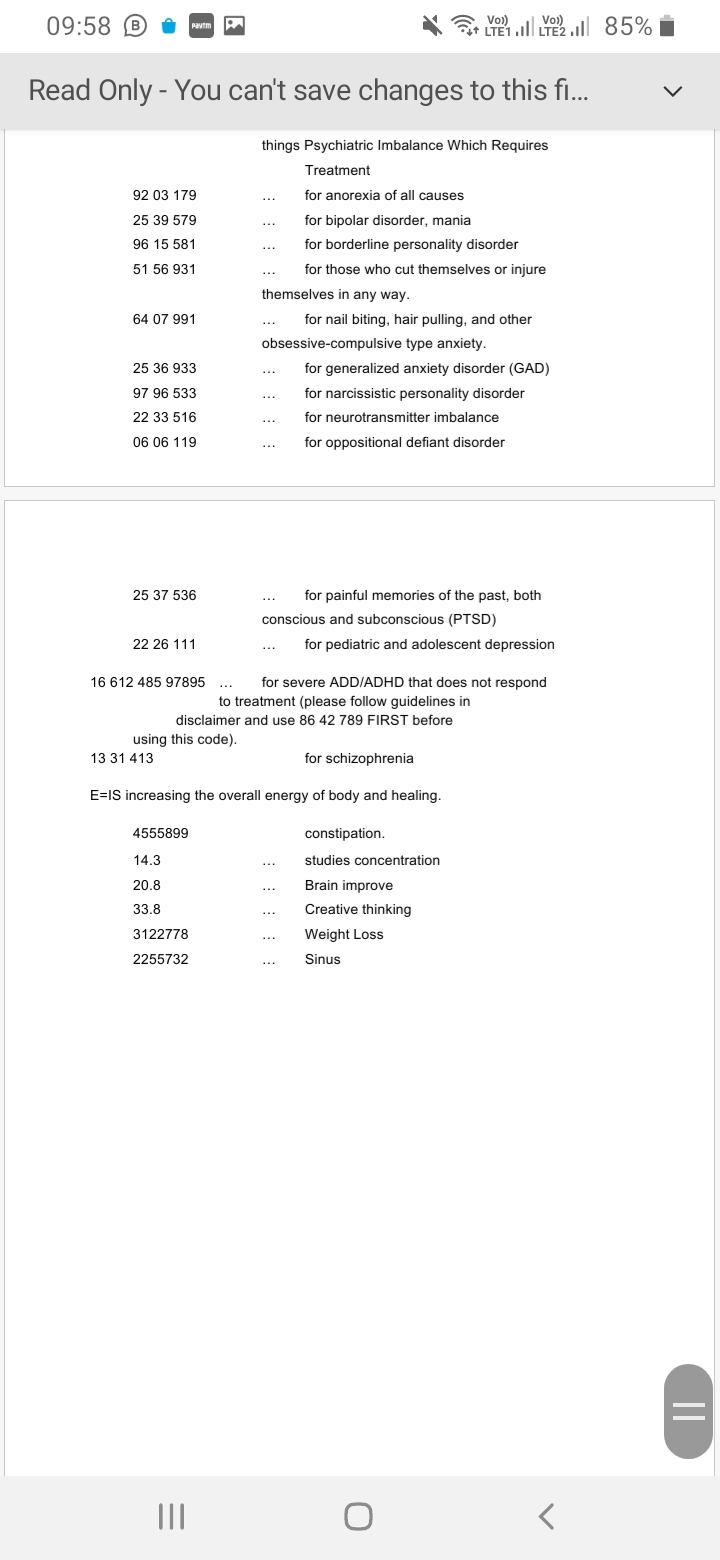 09:58 B paytm Vo)) LTE1 Vo)) LTE2 85%
Read Only - You can't save changes to this fi...
things Psychiatric Imbalance Which Requires
Treatment
92 03 179 ... for anorexia of all causes
25 39 579 ... for bipolar disorder, mania
96 15 581 ... for borderline personality disorder
51 56 931 ... for those who cut themselves or injure
themselves in any way.
64 07 991 ... for nail biting, hair pulling, and other
obsessive-compulsive type anxiety.
25 36 933 ... for generalized anxiety disorder (GAD)
97 96 533 ... for narcissistic personality disorder
22 33 516 ... for neurotransmitter imbalance
06 06 119 ... for oppositional defiant disorder
25 37 536 ... for painful memories of the past, both
conscious and subconscious (PTSD)
22 26 111 ... for pediatric and adolescent depression
16 612 485 97895 ... for severe ADD/ADHD that does not respond
to treatment (please follow guidelines in
disclaimer and use 86 42 789 FIRST before
using this code).
13 31 413 for schizophrenia
E=IS increasing the overall energy of body and healing.
4555899 constipation.
14.3 ... studies concentration
20.8 ... Brain improve
33.8 ... Creative thinking
3122778 ... Weight Loss
2255732 ... Sinus